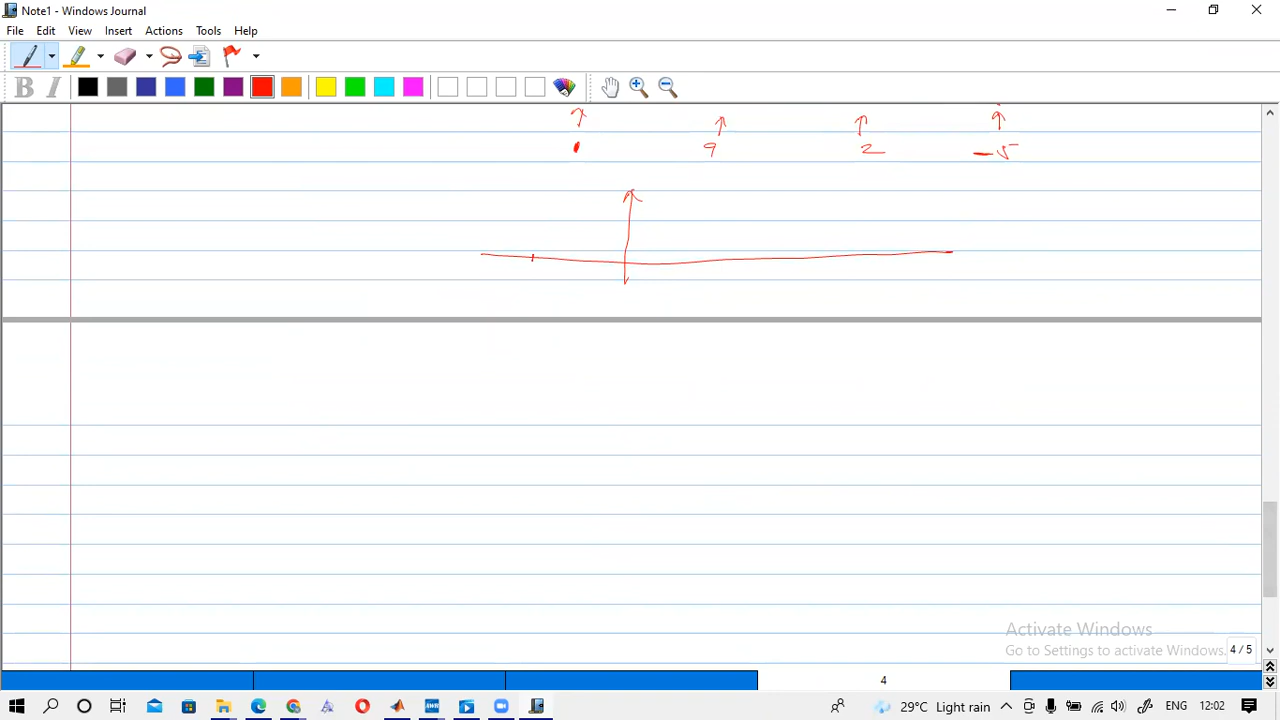 Note1 - Windows Journal
File Edit View Insert Actions Tools Help
B I
9 2 -5
Activate Windows
Go to Settings to activate Windows.
4 / 5
4
29°C Light rain ENG 12:02